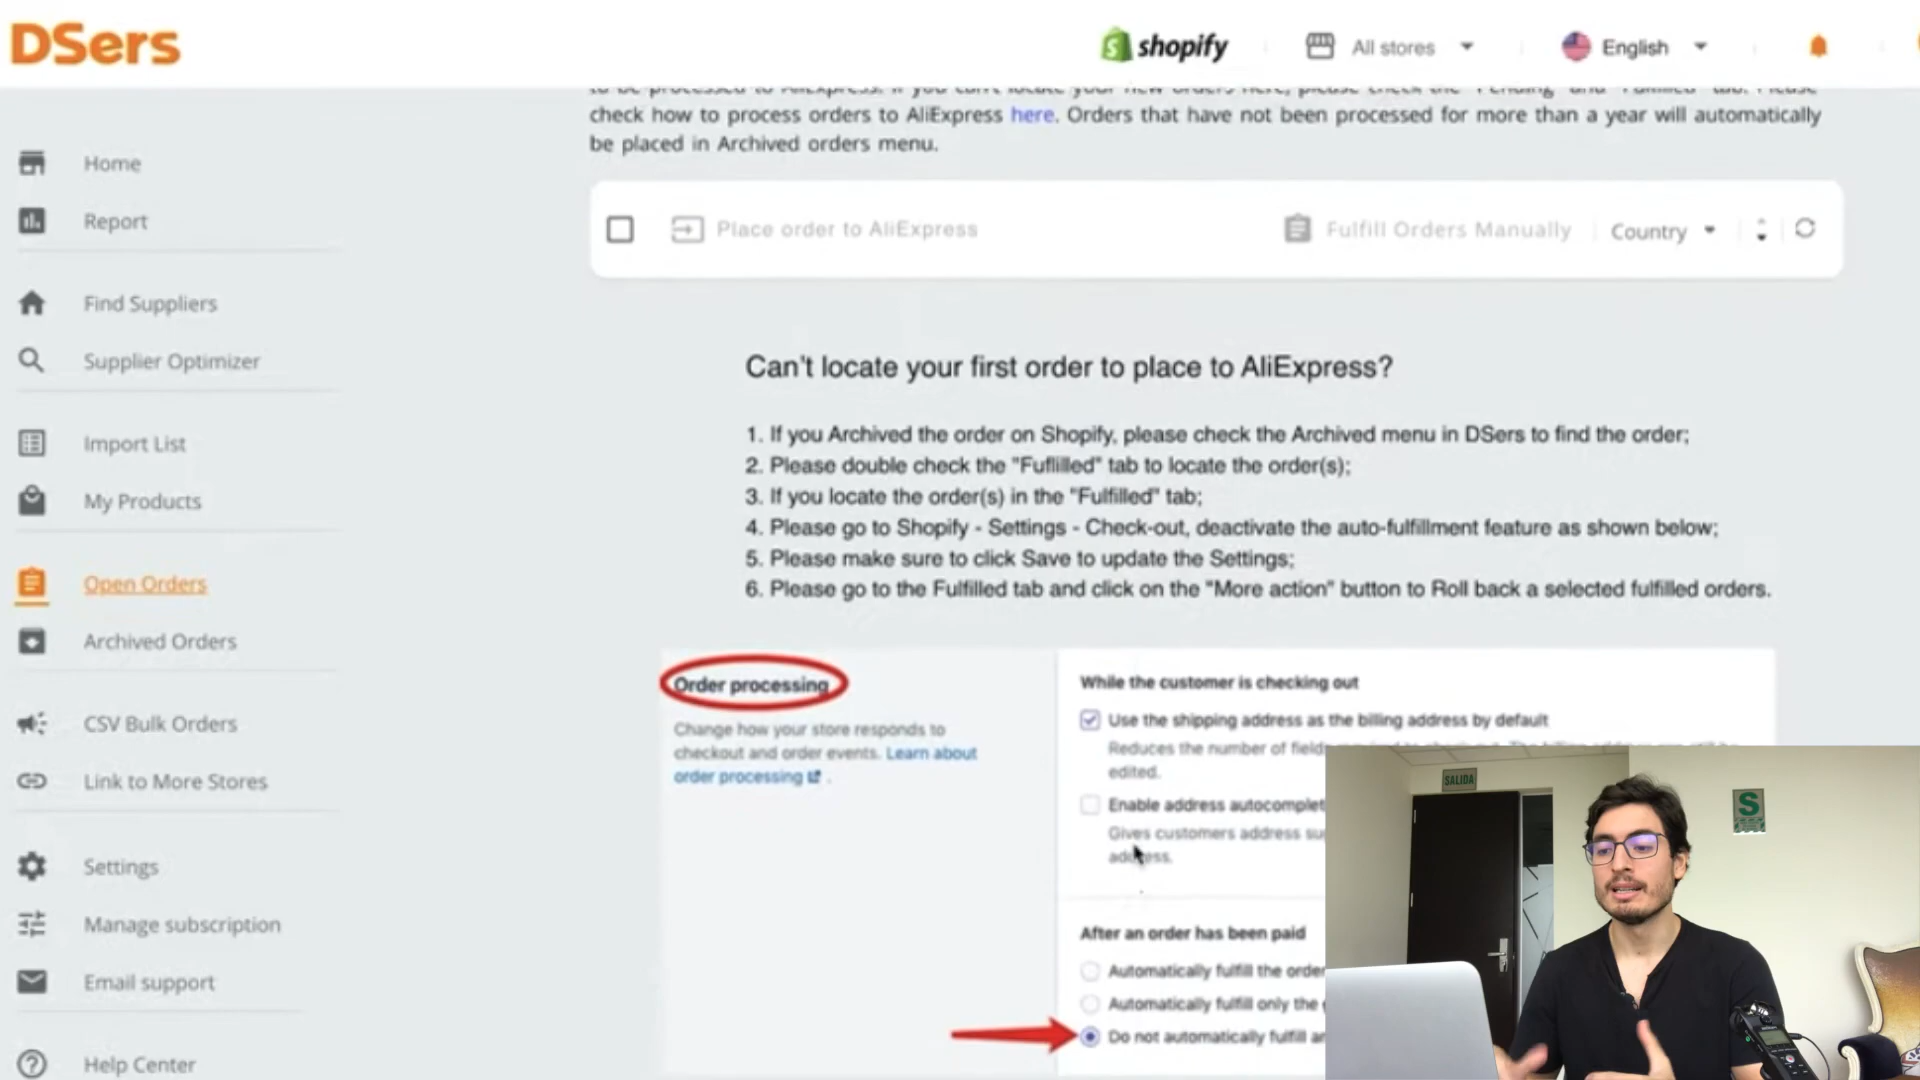 DSers
shopify
All stores
English
check how to process orders to AliExpress here. Orders that have not been processed for more than a year will automatically
be placed in Archived orders menu.
Home
Report
Find Suppliers
Supplier Optimizer
Import List
My Products
Open Orders
Archived Orders
CSV Bulk Orders
Link to More Stores
Settings
Manage subscription
Email support
Help Center
Place order to AliExpress
Fulfill Orders Manually
Country
Can't locate your first order to place to AliExpress?
1. If you Archived the order on Shopify, please check the Archived menu in DSers to find the order;
2. Please double check the "Fuflilled" tab to locate the order(s);
3. If you locate the order(s) in the "Fulfilled" tab;
4. Please go to Shopify - Settings - Check-out, deactivate the auto-fulfillment feature as shown below;
5. Please make sure to click Save to update the Settings;
6. Please go to the Fulfilled tab and click on the "More action" button to Roll back a selected fulfilled orders.
Order processing
Change how your store responds to
checkout and order events. Learn about
order processing
While the customer is checking out
Use the shipping address as the billing address by default
Reduces the number of fields
edited.
Enable address autocomplet
Gives customers address su
address.
After an order has been paid
Automatically fulfill the order
Automatically fulfill only the
Do not automatically fulfill
SALIDA
S